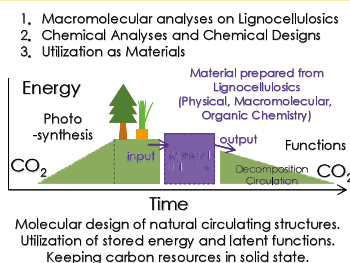 1. Macromolecular analyses on Lignocellulosics
2. Chemical Analyses and Chemical Designs
3. Utilization as Materials
Energy
Material prepared from
Lignocellulosics
(Physical, Macromolecular,
Organic Chemistry)
Photo
-synthesis
input
output
Functions
CO2
Decomposition
Circulation
CO2
Time
Molecular design of natural circulating structures.
Utilization of stored energy and latent functions.
Keeping carbon resources in solid state.